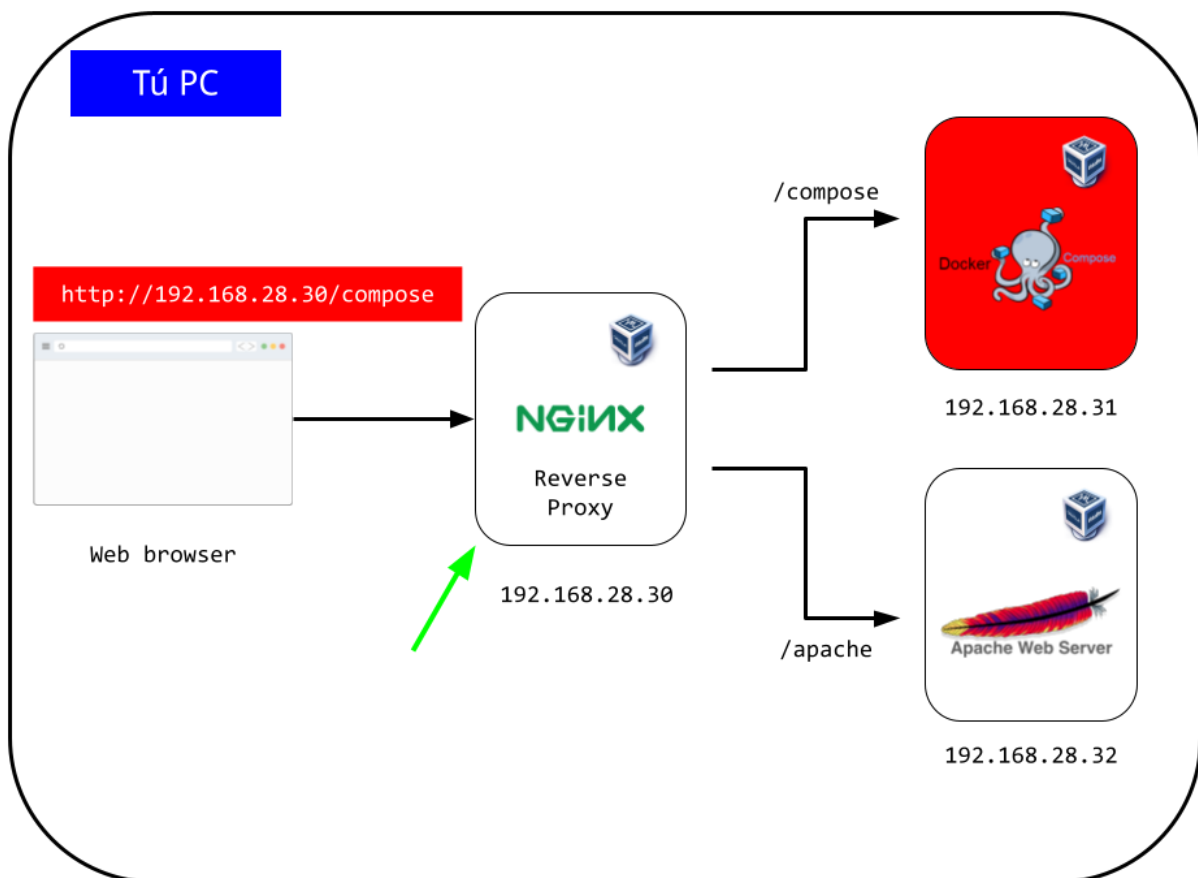 Tú PC
/compose
Docker Compose
http://192.168.28.30/compose
192.168.28.31
NGINX
Reverse
Proxy
Web browser
192.168.28.30
/apache
Apache Web Server
192.168.28.32